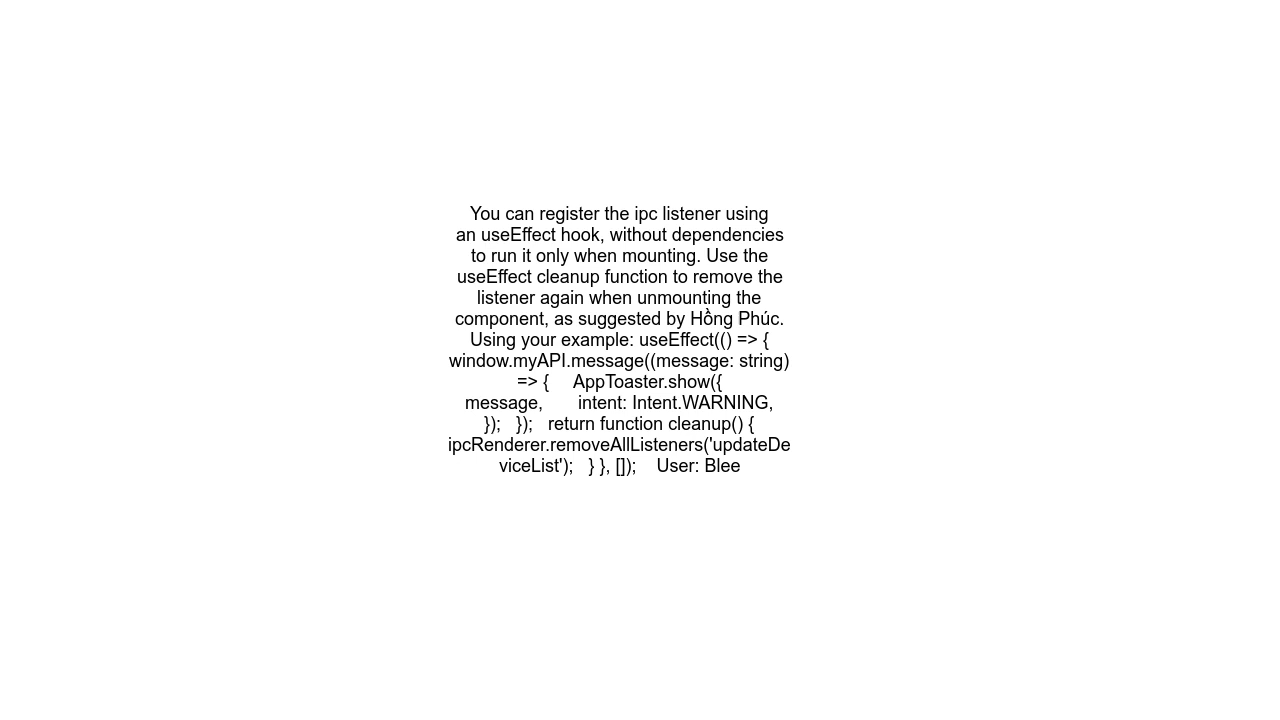 You can register the ipc listener using
an useEffect hook, without dependencies
to run it only when mounting. Use the
useEffect cleanup function to remove the
listener again when unmounting the
component, as suggested by Hồng Phúc.
Using your example: useEffect(() => {
window.myAPI.message((message: string)
=> {     AppToaster.show({
message,       intent: Intent.WARNING,
});   });   return function cleanup() {
ipcRenderer.removeAllListeners('updateDe
viceList');   } }, []);    User: Blee